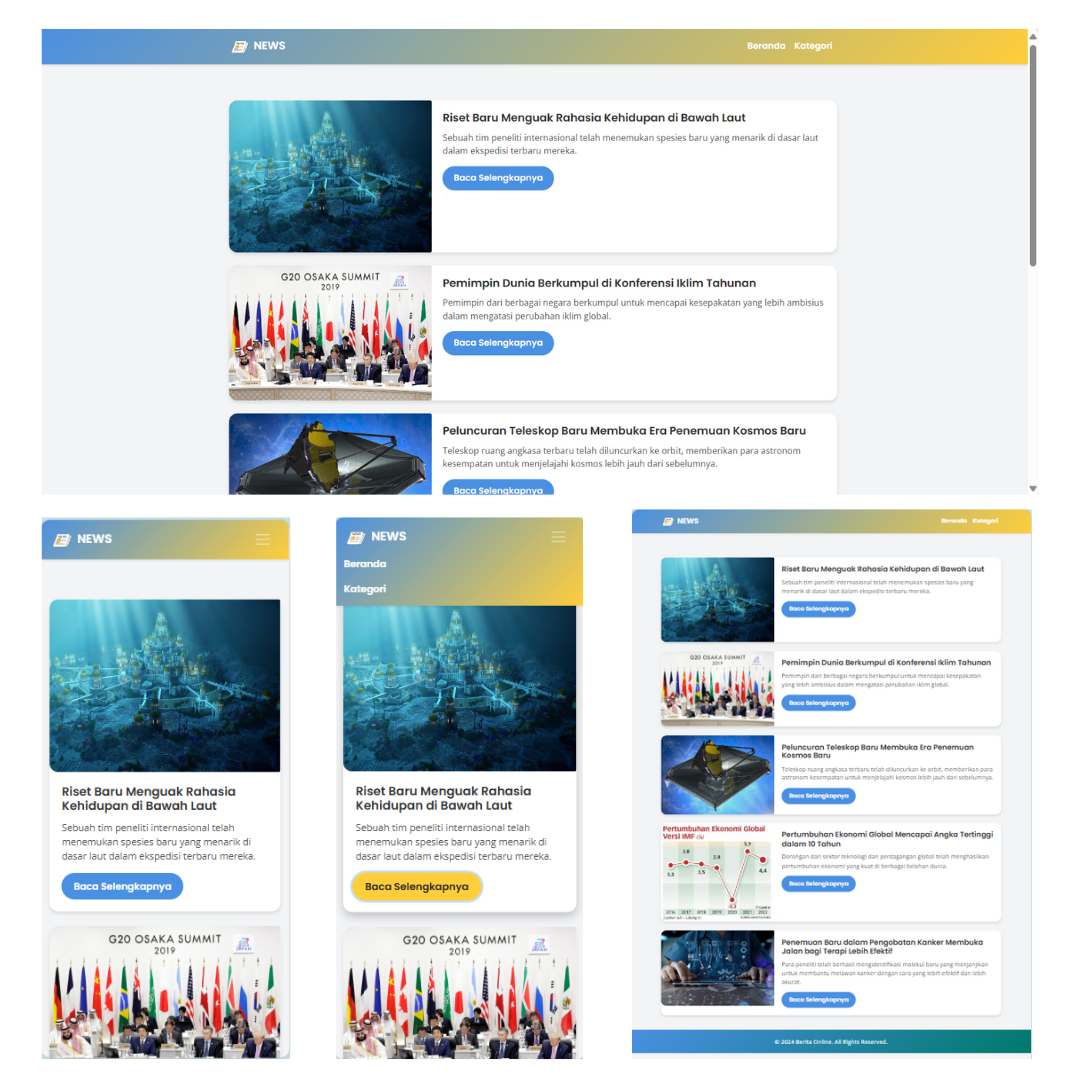 NEWS
Beranda Kategori
Riset Baru Menguak Rahasia Kehidupan di Bawah Laut
Sebuah tim peneliti internasional telah menemukan spesies baru yang menarik di dasar laut
dalam ekspedisi terbaru mereka.
Baca Selengkapnya
G20 OSAKA SUMMIT
2019
Pemimpin Dunia Berkumpul di Konferensi Iklim Tahunan
Pemimpin dari berbagai negara berkumpul untuk mencapai kesepakatan yang lebih ambisius
dalam mengatasi perubahan iklim global.
Baca Selengkapnya
Peluncuran Teleskop Baru Membuka Era Penemuan Kosmos Baru
Teleskop ruang angkasa terbaru telah diluncurkan ke orbit, memberikan para astronom
kesempatan untuk menjelajahi kosmos lebih jauh dari sebelumnya.
Baca Selengkapnya
NEWS
Riset Baru Menguak Rahasia
Kehidupan di Bawah Laut
Sebuah tim peneliti internasional telah
menemukan spesies baru yang menarik di
dasar laut dalam ekspedisi terbaru mereka.
Baca Selengkapnya
G20 OSAKA SUMMIT
2019
NEWS
Beranda
Kategori
Riset Baru Menguak Rahasia
Kehidupan di Bawah Laut
Sebuah tim peneliti internasional telah
menemukan spesies baru yang menarik di
dasar laut dalam ekspedisi terbaru mereka.
Baca Selengkapnya
G20 OSAKA SUMMIT
2019
NEWS
Beranda Kategori
Riset Baru Menguak Rahasia Kehidupan di Bawah Laut
Sebuah tim peneliti internasional telah menemukan spesies baru yang
menarik di dasar laut dalam ekspedisi terbaru mereka.
Baca Selengkapnya
G20 OSAKA SUMMIT
2019
Pemimpin Dunia Berkumpul di Konferensi Iklim Tahunan
Pemimpin dari berbagai negara berkumpul untuk mencapai kesepakatan
yang lebih ambisius dalam mengatasi perubahan iklim global.
Baca Selengkapnya
Peluncuran Teleskop Baru Membuka Era Penemuan
Kosmos Baru
Teleskop ruang angkasa terbaru telah diluncurkan ke orbit, memberikan para
astronom kesempatan untuk menjelajahi kosmos lebih jauh dari sebelumnya.
Baca Selengkapnya
Pertumbuhan Ekonomi Global
Versi IMF (%)
3,3 3,8 3,5 2,8 -3,3 5,9 4,4
2016 2017 2018 2019 2020 2021 2022
Pertumbuhan Ekonomi Global Mencapai Angka Tertinggi
dalam 10 Tahun
Dorongan dari sektor teknologi dan perdagangan global telah menghasilkan
pertumbuhan ekonomi yang kuat di berbagai belahan dunia.
Baca Selengkapnya
Penemuan Baru dalam Pengobatan Kanker Membuka
Jalan bagi Terapi Lebih Efektif
Para peneliti telah berhasil mengidentifikasi molekul baru yang menjanjikan
untuk membantu melawan kanker dengan cara yang lebih efektif dan lebih
akurat.
Baca Selengkapnya
© 2024 Berita Online. All Rights Reserved.